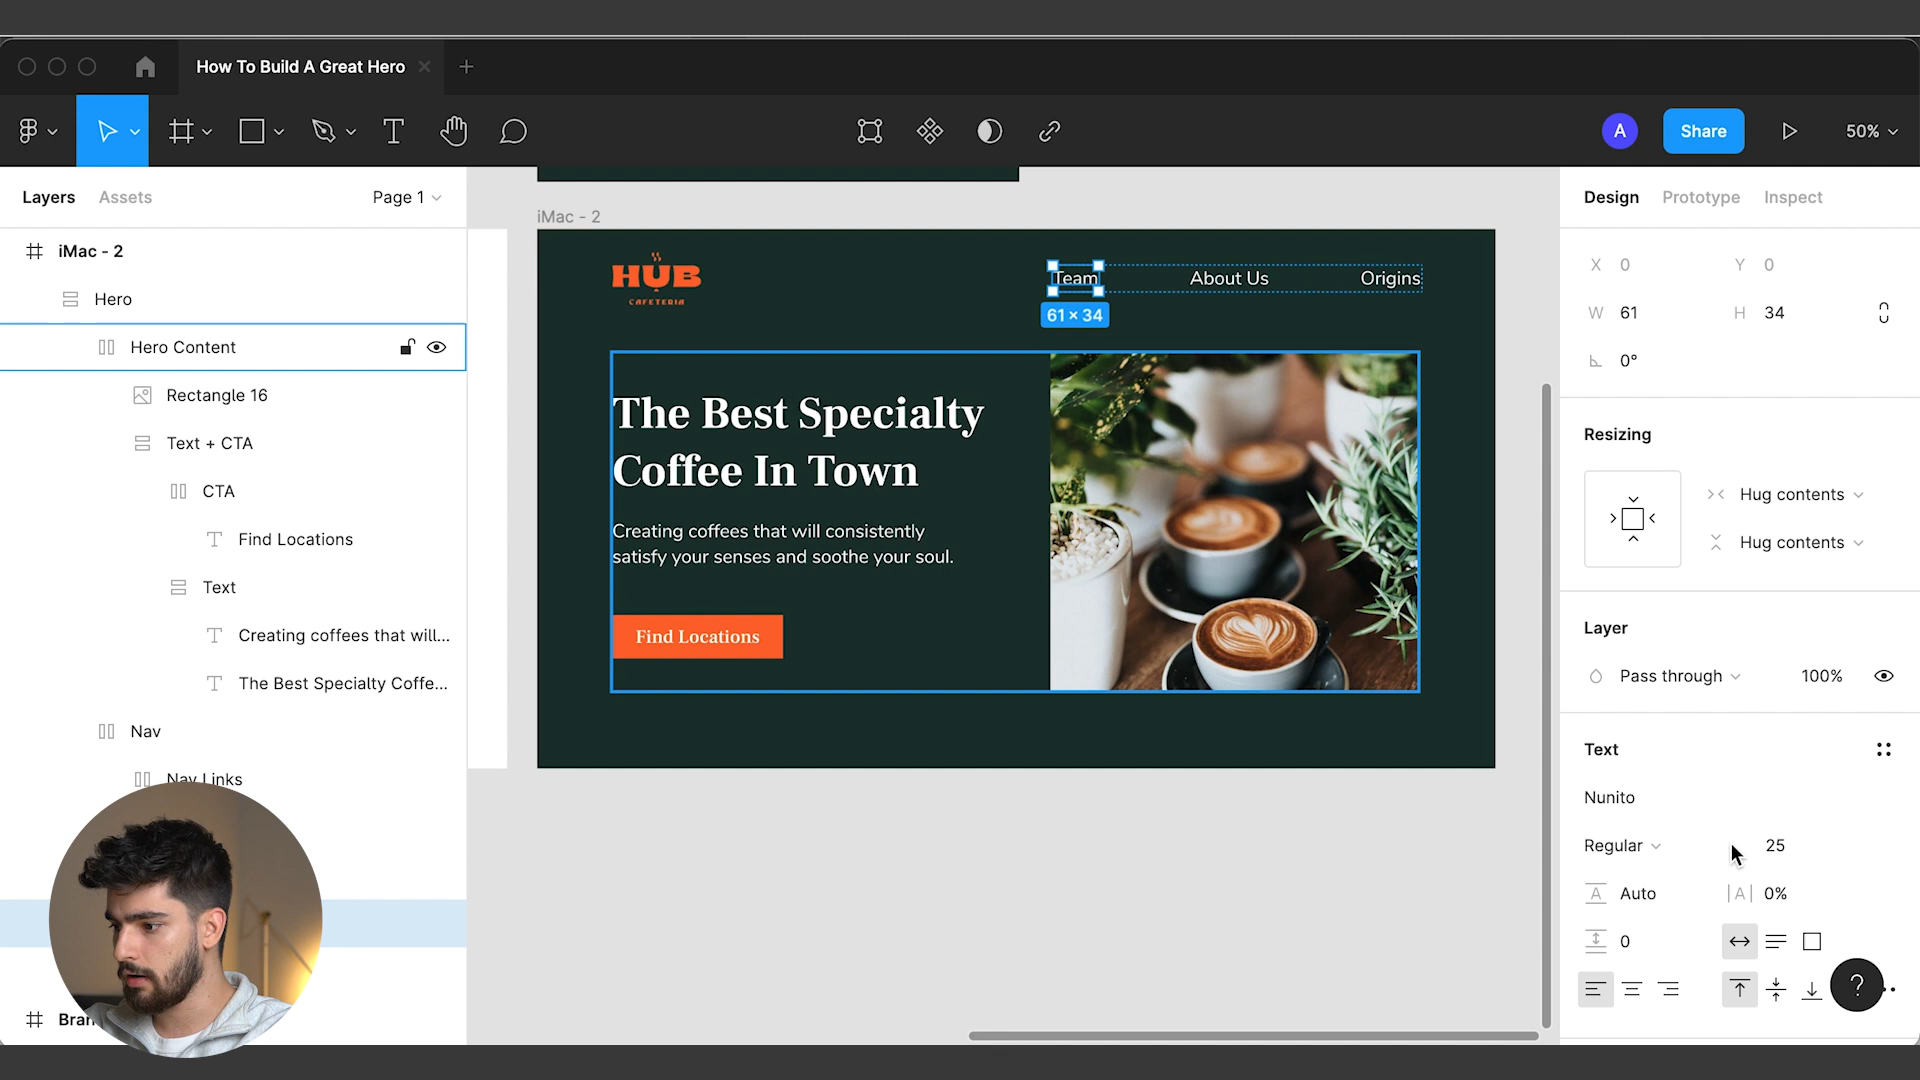 How To Build A Great Hero
A
Share
50%
Layers
Assets
Page 1
iMac - 2
Hero
Hero Content
Rectangle 16
Text + CTA
CTA
Find Locations
Text
Creating coffees that will...
The Best Specialty Coffe...
Nav
Nav Links
iMac - 2
HUB
CAFETERIA
Team
About Us
Origins
61 × 34
The Best Specialty
Coffee In Town
Creating coffees that will consistently
satisfy your senses and soothe your soul.
Find Locations
Design
Prototype
Inspect
X 0
Y 0
W 61
H 34
0°
Resizing
Hug contents
Hug contents
Layer
Pass through
100%
Text
Nunito
Regular
25
Auto
0%
0
?